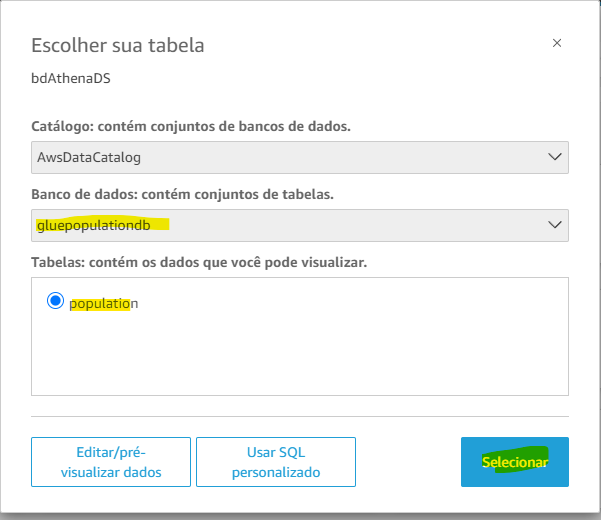 Escolher sua tabela
×
bdAthenaDS
Catálogo: contém conjuntos de bancos de dados.
AwsDataCatalog
Banco de dados: contém conjuntos de tabelas.
gluepopulationdb
Tabelas: contém os dados que você pode visualizar.
population
Editar/pré-
visualizar dados
Usar SQL
personalizado
Selecionar